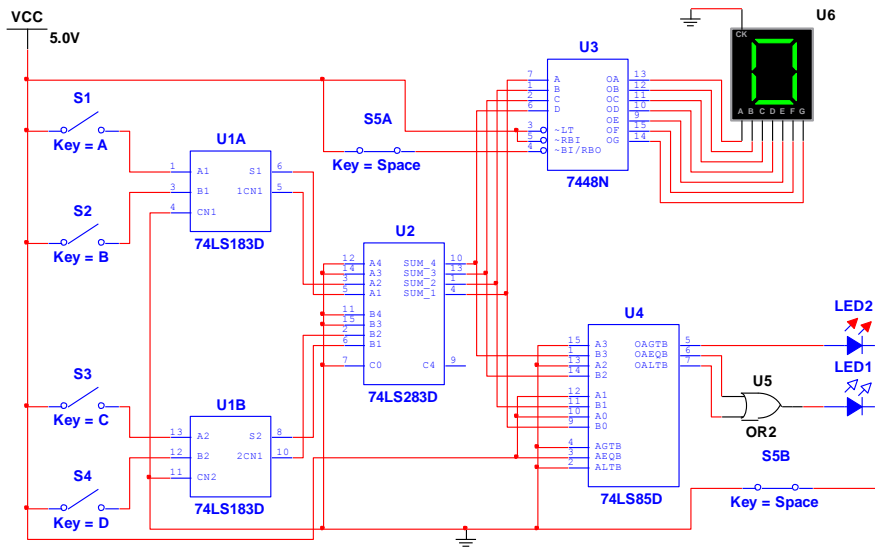 VCC
5.0V
S1
Key = A
S2
Key = B
S3
Key = C
S4
Key = D
U1A
1 A1 S1 6
3 B1 1CN1 5
4 CN1
74LS183D
U1B
13 A2 S2 8
12 B2 2CN1 10
11 CN2
74LS183D
S5A
Key = Space
U2
12 A4 SUM_4 10
14 A3 SUM_3 13
3 A2 SUM_2 1
5 A1 SUM_1 4
11 B4
15 B3
2 B2
6 B1
7 C0 C4 9
74LS283D
U3
7 A OA 13
1 B OB 12
2 C OC 11
6 D OD 10
OE 9
3 ~LT OF 15
5 ~RBI OG 14
4 ~BI/RBO
7448N
U6
CK
A B C D E F G
U4
15 A3 OAGTB 5
1 B3 OAEQB 6
13 A2 OALTB 7
14 B2
12 A1
11 B1
10 A0
9 B0
4 AGTB
3 AEQB
2 ALTB
74LS85D
U5
OR2
LED2
LED1
S5B
Key = Space